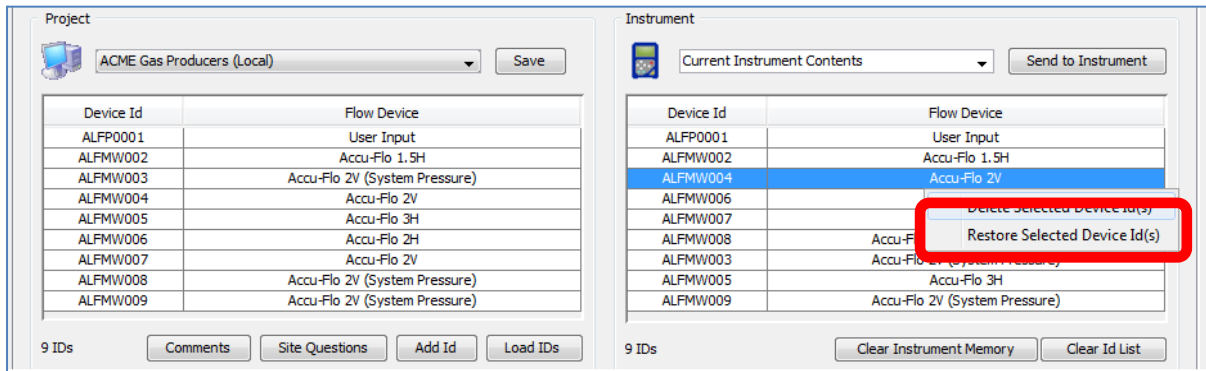 Project
ACME Gas Producers (Local)
Save
Device Id Flow Device
ALFP0001 User Input
ALFMW002 Accu-Flo 1.5H
ALFMW003 Accu-Flo 2V (System Pressure)
ALFMW004 Accu-Flo 2V
ALFMW005 Accu-Flo 3H
ALFMW006 Accu-Flo 2H
ALFMW007 Accu-Flo 2V
ALFMW008 Accu-Flo 2V (System Pressure)
ALFMW009 Accu-Flo 2V (System Pressure)
9 IDs
Comments
Site Questions
Add Id
Load IDs
Instrument
Current Instrument Contents
Send to Instrument
Device Id Flow Device
ALFP0001 User Input
ALFMW002 Accu-Flo 1.5H
ALFMW004 Accu-Flo 2V
ALFMW006
Delete Selected Device Id(s)
ALFMW007
Restore Selected Device Id(s)
ALFMW008
ALFMW003 Accu-Flo 2V (System Pressure)
ALFMW005 Accu-Flo 3H
ALFMW009 Accu-Flo 2V (System Pressure)
9 IDs
Clear Instrument Memory
Clear Id List